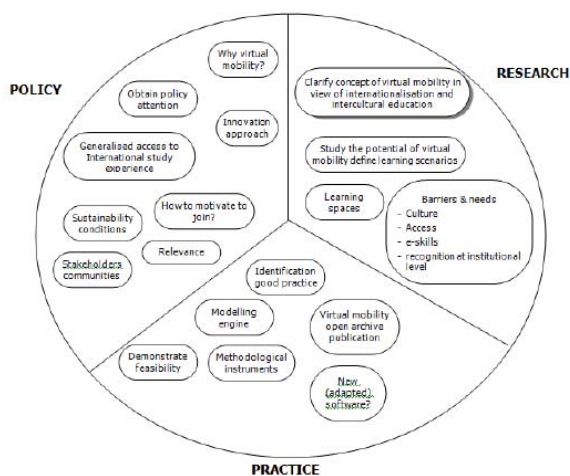 POLICY
Why virtual
mobility?
Obtain policy
attention
Innovation
approach
Generalised access to
International study
experience
How to motivate to
join?
Sustainability
conditions
Relevance
Stakeholders
communities
RESEARCH
Clarify concept of virtual mobility in
view of internationalisation and
intercultural education
Study the potential of virtual
mobility define learning scenarios
Learning
spaces
Barriers & needs
- Culture
- Access
- e-skills
- recognition at institutional
level
Identification
good practice
Modelling
engine
Virtual mobility
open archive
publication
Demonstrate
feasibility
Methodological
instruments
New
(adapted)
software?
PRACTICE